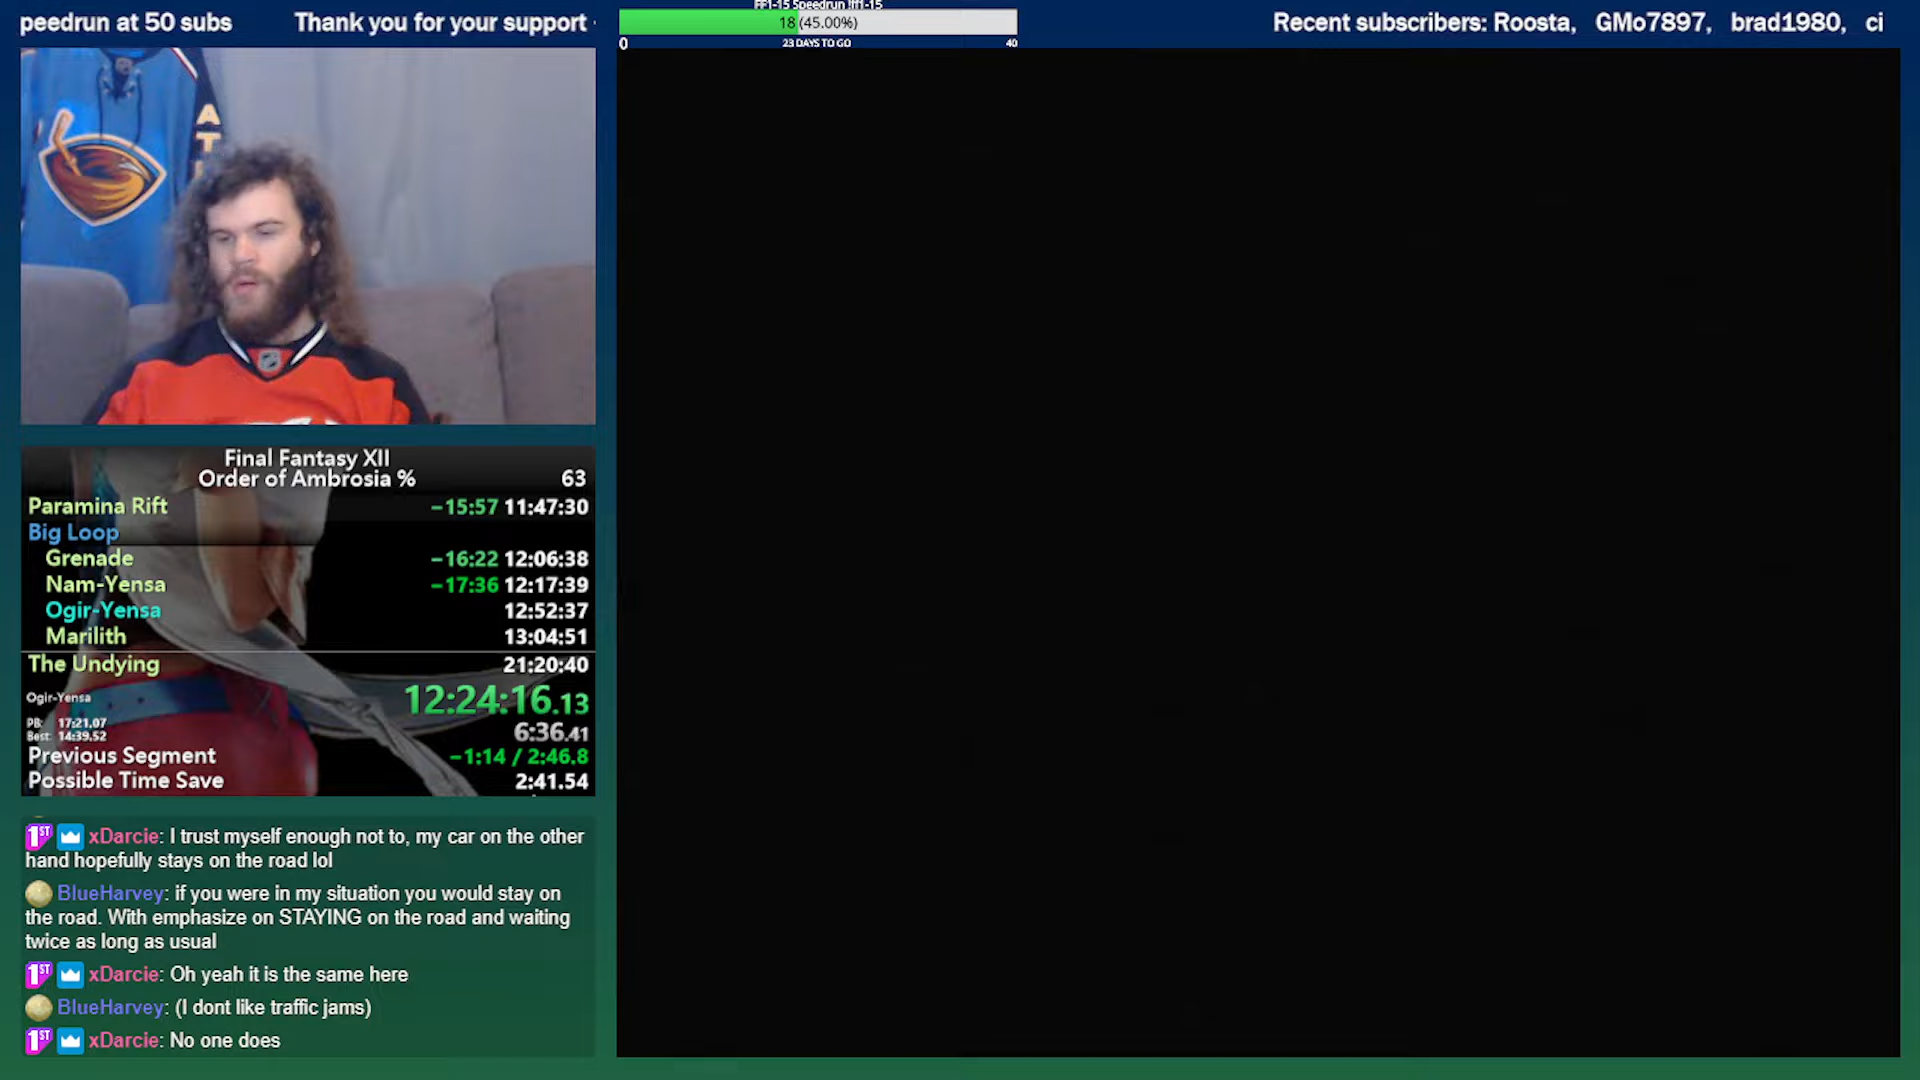 peedrun at 50 subs Thank you for your support
FF1-15 Speedrun !ff1-15
18 (45.00%)
0 23 DAYS TO GO 40
Recent subscribers: Roosta, GMo7897, brad1980, ci
A
T
Final Fantasy XII
Order of Ambrosia % 63
Paramina Rift −15:57 11:47:30
Big Loop
Grenade −16:22 12:06:38
Nam-Yensa −17:36 12:17:39
Ogir-Yensa 12:52:37
Marilith 13:04:51
The Undying 21:20:40
Ogir-Yensa 12:24:16.13
PB: 17:21.07
Best: 14:39.52 6:36.41
Previous Segment −1:14 / 2:46.8
Possible Time Save 2:41.54
1ST xDarcie: I trust myself enough not to, my car on the other
hand hopefully stays on the road lol
BlueHarvey: if you were in my situation you would stay on
the road. With emphasize on STAYING on the road and waiting
twice as long as usual
1ST xDarcie: Oh yeah it is the same here
BlueHarvey: (I dont like traffic jams)
1ST xDarcie: No one does